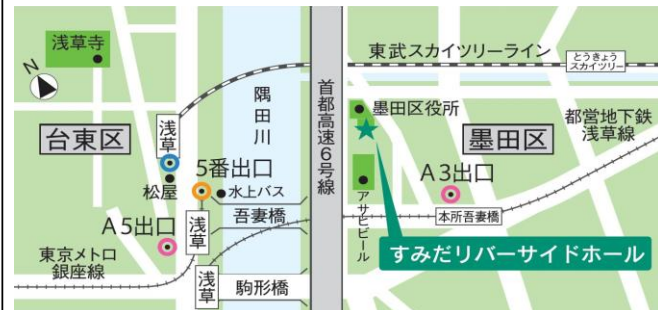 浅草寺
N
台東区
浅草
松屋
5番出口
水上バス
吾妻橋
A5出口
浅草
東京メトロ
銀座線
浅草
駒形橋
隅田川
首都高速6号線
東武スカイツリーライン
とうきょう
スカイツリー
墨田区役所
墨田区
都営地下鉄
浅草線
A3出口
アサヒビール
本所吾妻橋
すみだリバーサイドホール